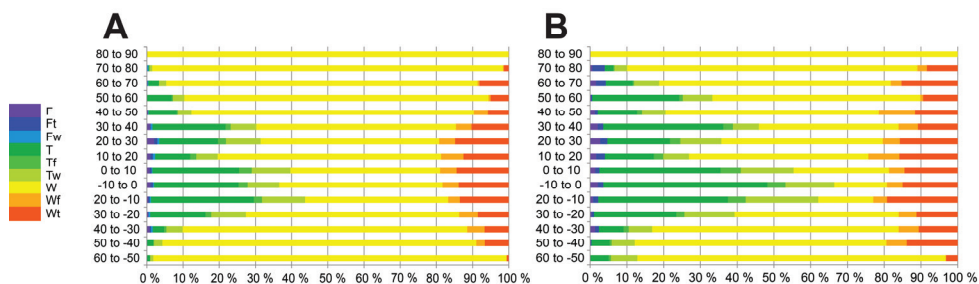 A
B
F
Ft
Fw
T
Tf
Tw
W
Wf
Wt
80 to 90
70 to 80
60 to 70
50 to 60
40 to 50
30 to 40
20 to 30
10 to 20
0 to 10
-10 to 0
20 to -10
30 to -20
40 to -30
50 to -40
60 to -50
0 % 10 % 20 % 30 % 40 % 50 % 60 % 70 % 80 % 90 % 100 %
80 to 90
70 to 80
60 to 70
50 to 60
40 to 50
30 to 40
20 to 30
10 to 20
0 to 10
-10 to 0
20 to -10
30 to -20
40 to -30
50 to -40
60 to -50
0 % 10 % 20 % 30 % 40 % 50 % 60 % 70 % 80 % 90 % 100 %